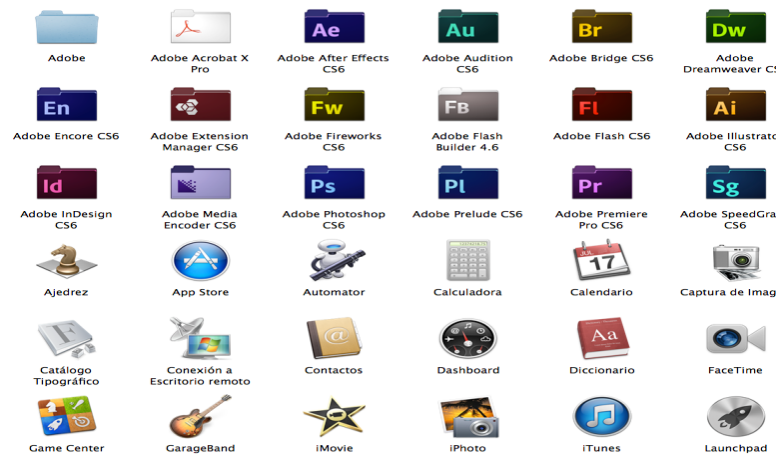 Ae Au Br Dw
Adobe Adobe Acrobat X Adobe After Effects Adobe Audition Adobe Bridge CS6 Adobe
Pro CS6 CS6 Dreamweaver CS
En Fw FB Fl Ai
Adobe Encore CS6 Adobe Extension Adobe Fireworks Adobe Flash Adobe Flash CS6 Adobe Illustrato
Manager CS6 CS6 Builder 4.6 CS6
Id Ps Pl Pr Sg
Adobe InDesign Adobe Media Adobe Photoshop Adobe Prelude CS6 Adobe Premiere Adobe SpeedGra
CS6 Encoder CS6 CS6 Pro CS6 CS6
JUL
17
Ajedrez App Store Automator Calculadora Calendario Captura de Imag
F @ Aa
Catálogo Conexión a Contactos Dashboard Diccionario FaceTime
Tipográfico Escritorio remoto
Game Center GarageBand iMovie iPhoto iTunes Launchpad